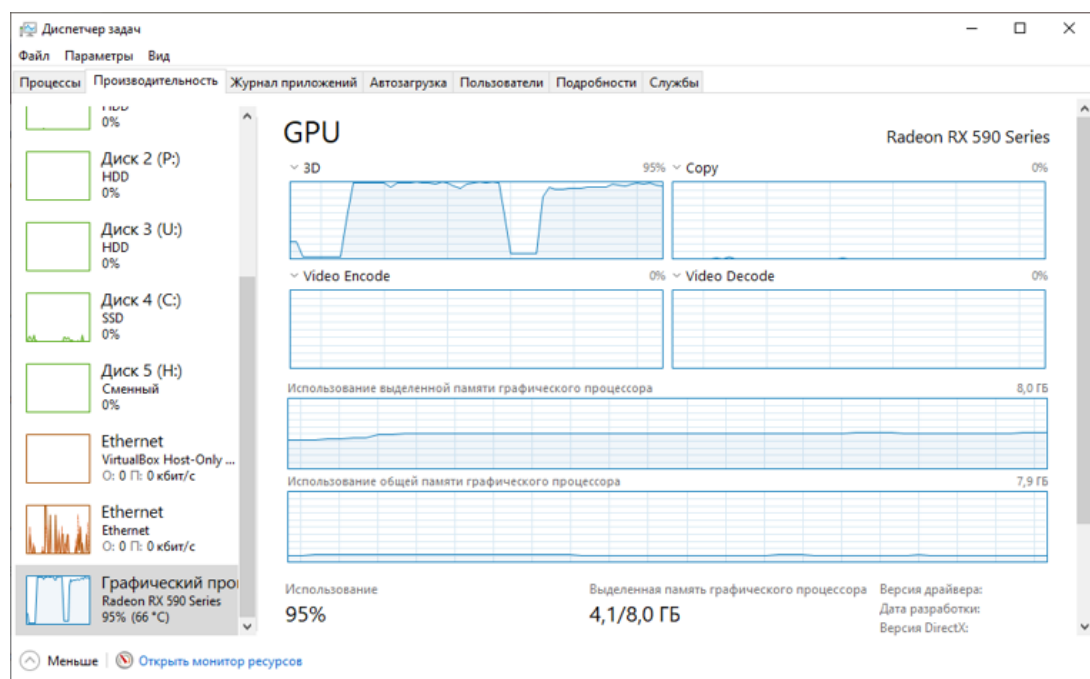 Диспетчер задач
Файл Параметры Вид
Процессы Производительность Журнал приложений Автозагрузка Пользователи Подробности Службы
HDD
0%
Диск 2 (P:)
HDD
0%
Диск 3 (U:)
HDD
0%
Диск 4 (C:)
SSD
0%
Диск 5 (H:)
Сменный
0%
Ethernet
VirtualBox Host-Only ...
О: 0 П: 0 кбит/с
Ethernet
Ethernet
О: 0 П: 0 кбит/с
Графический про
Radeon RX 590 Series
95% (66 °C)
GPU
Radeon RX 590 Series
3D 95%
Copy 0%
Video Encode 0%
Video Decode 0%
Использование выделенной памяти графического процессора 8,0 ГБ
Использование общей памяти графического процессора 7,9 ГБ
Использование
95%
Выделенная память графического процессора
4,1/8,0 ГБ
Версия драйвера:
Дата разработки:
Версия DirectX:
Меньше Открыть монитор ресурсов